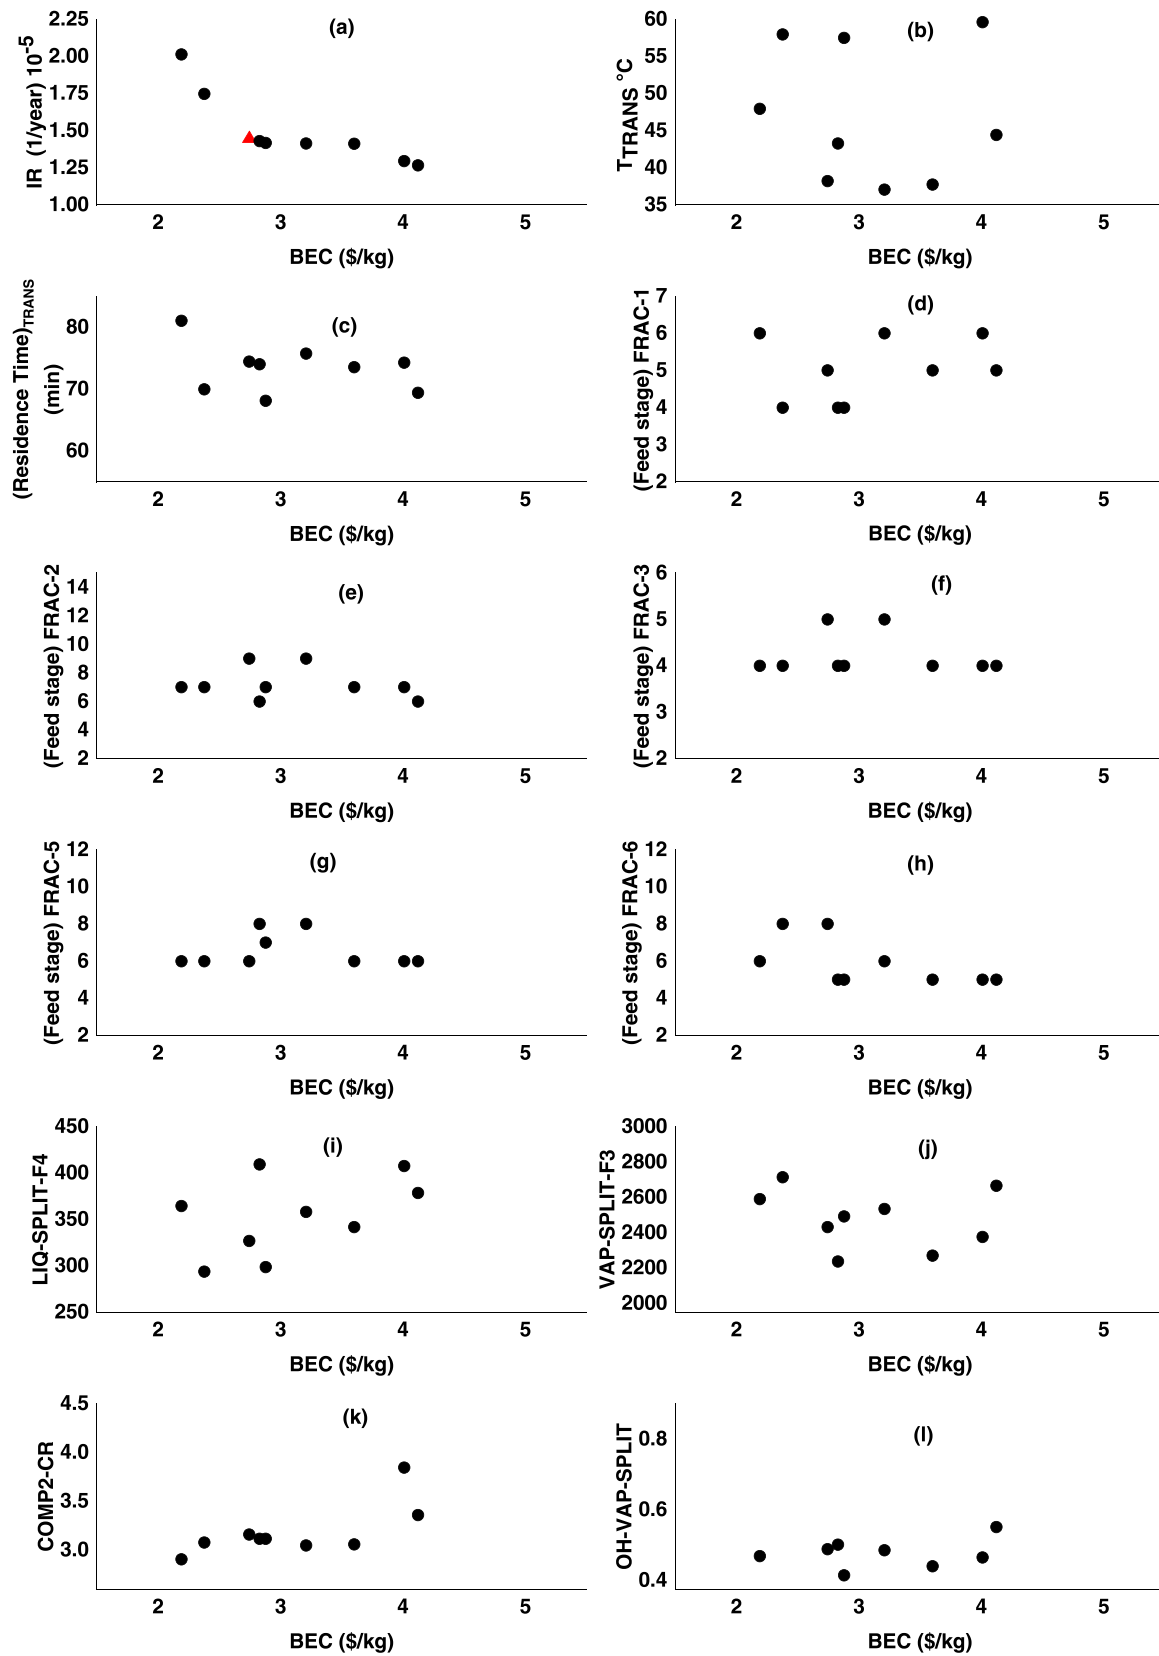 (a)
IR (1/year) 10-5
2.25
2.00
1.75
1.50
1.25
1.00
2 3 4 5
BEC ($/kg)
(b)
TTRANS °C
60
55
50
45
40
35
2 3 4 5
BEC ($/kg)
(c)
(Residence Time)TRANS
(min)
80
70
60
2 3 4 5
BEC ($/kg)
(d)
(Feed stage) FRAC-1
7
6
5
4
3
2
2 3 4 5
BEC ($/kg)
(e)
(Feed stage) FRAC-2
14
12
10
8
6
4
2
2 3 4 5
BEC ($/kg)
(f)
(Feed stage) FRAC-3
6
5
4
3
2
2 3 4 5
BEC ($/kg)
(g)
(Feed stage) FRAC-5
12
10
8
6
4
2
2 3 4 5
BEC ($/kg)
(h)
(Feed stage) FRAC-6
12
10
8
6
4
2
2 3 4 5
BEC ($/kg)
(i)
LIQ-SPLIT-F4
450
400
350
300
250
2 3 4 5
BEC ($/kg)
(j)
VAP-SPLIT-F3
3000
2800
2600
2400
2200
2000
2 3 4 5
BEC ($/kg)
(k)
COMP2-CR
4.5
4.0
3.5
3.0
2 3 4 5
BEC ($/kg)
(l)
OH-VAP-SPLIT
0.8
0.6
0.4
2 3 4 5
BEC ($/kg)